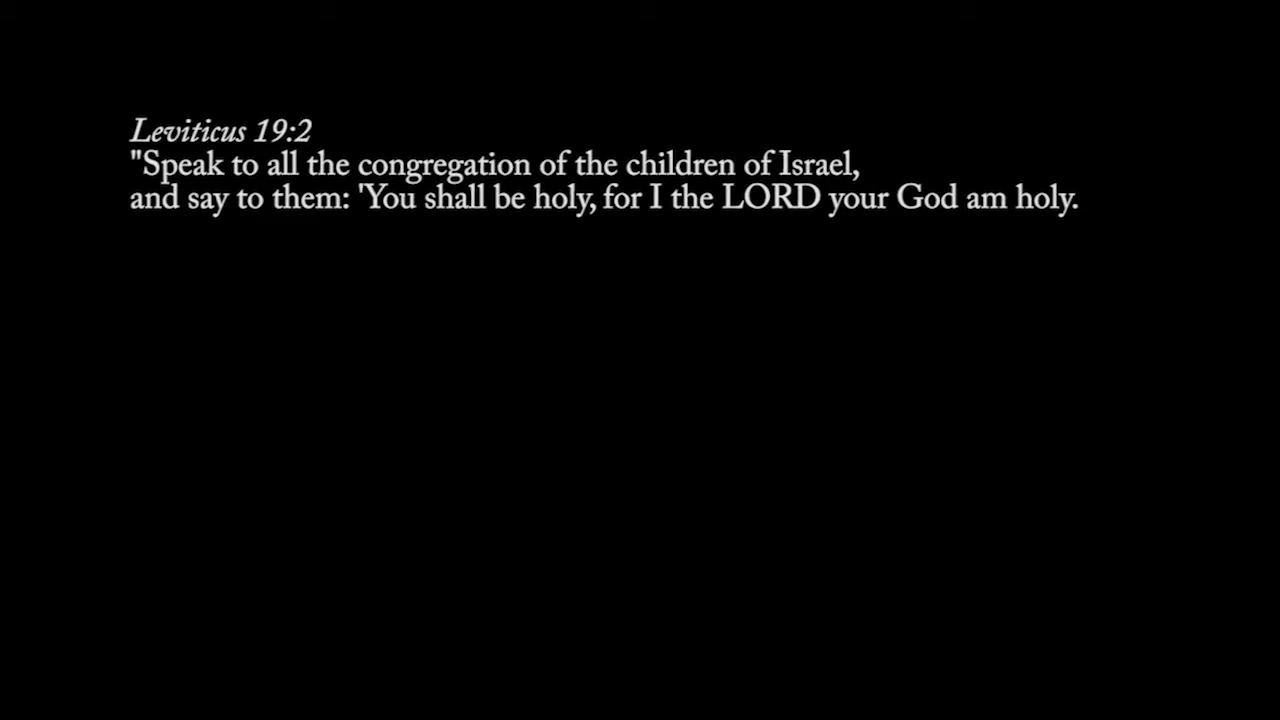 Leviticus 19:2
"Speak to all the congregation of the children of Israel,
and say to them: 'You shall be holy, for I the LORD your God am holy.